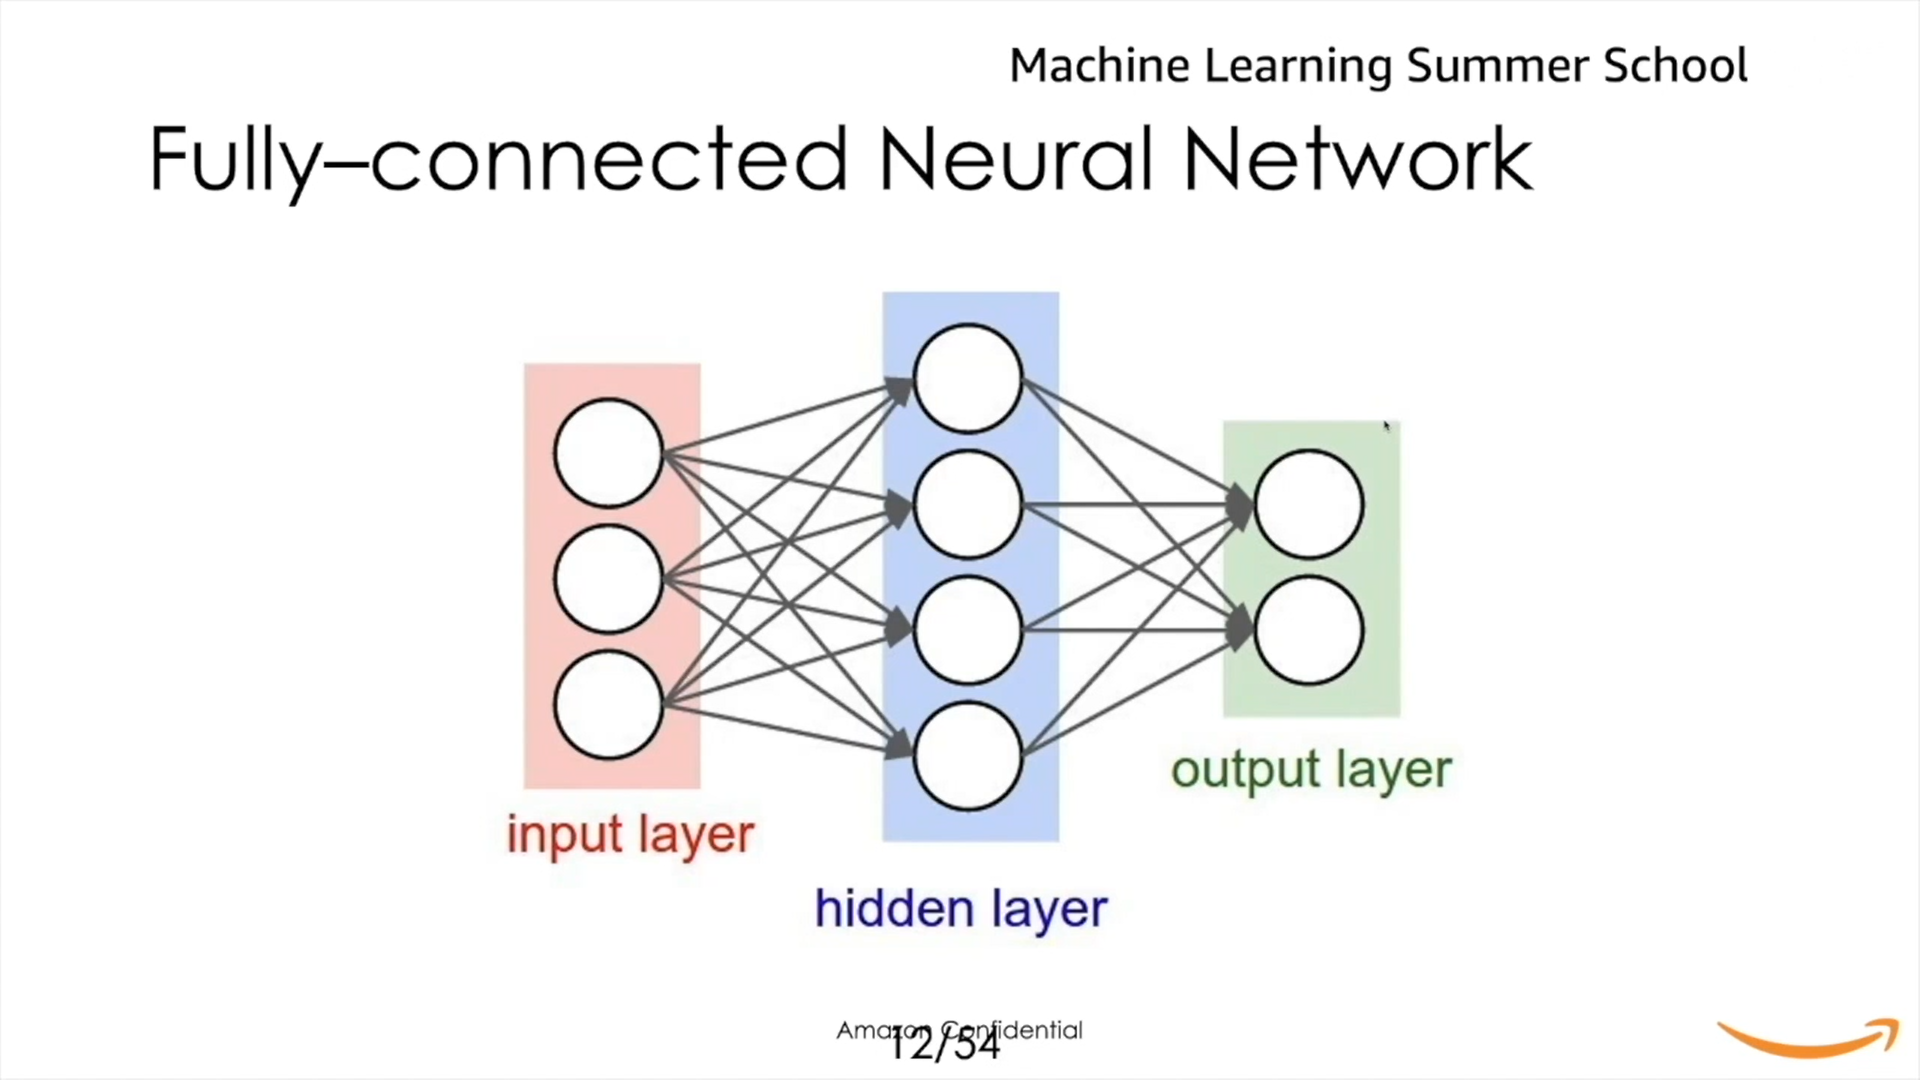 Machine Learning Summer School
Fully–connected Neural Network
input layer
hidden layer
output layer
Amazon Confidential
12/54